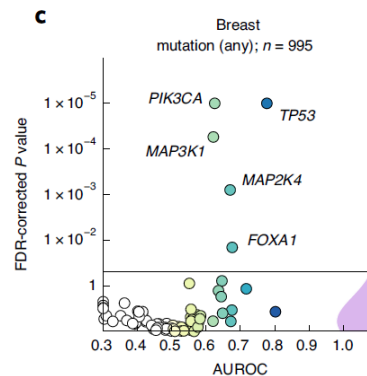 c
Breast
mutation (any); n = 995
FDR-corrected P value
1 × 10⁻⁵
1 × 10⁻⁴
1 × 10⁻³
1 × 10⁻²
1
PIK3CA
TP53
MAP3K1
MAP2K4
FOXA1
0.3 0.4 0.5 0.6 0.7 0.8 0.9 1.0
AUROC